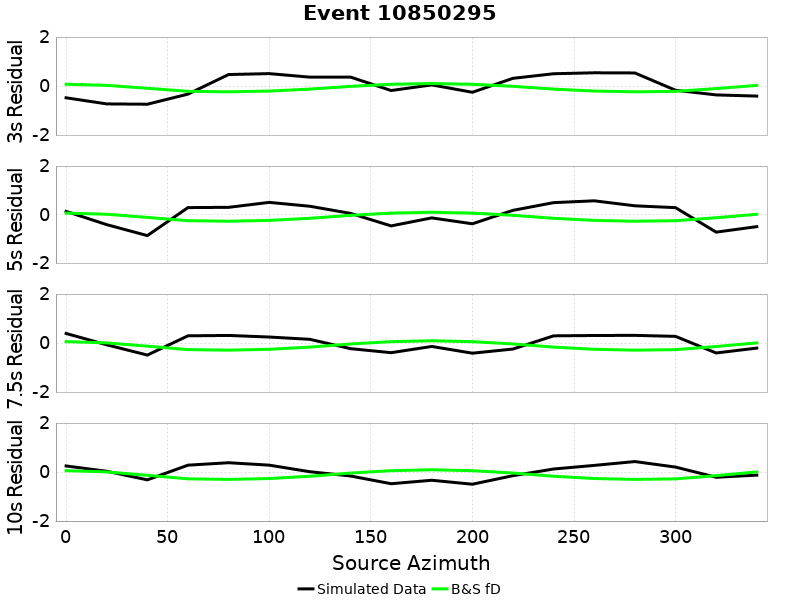 Event 10850295
3s Residual
2
0
-2
5s Residual
2
0
-2
7.5s Residual
2
0
-2
10s Residual
2
0
-2
0 50 100 150 200 250 300
Source Azimuth
Simulated Data B&S fD